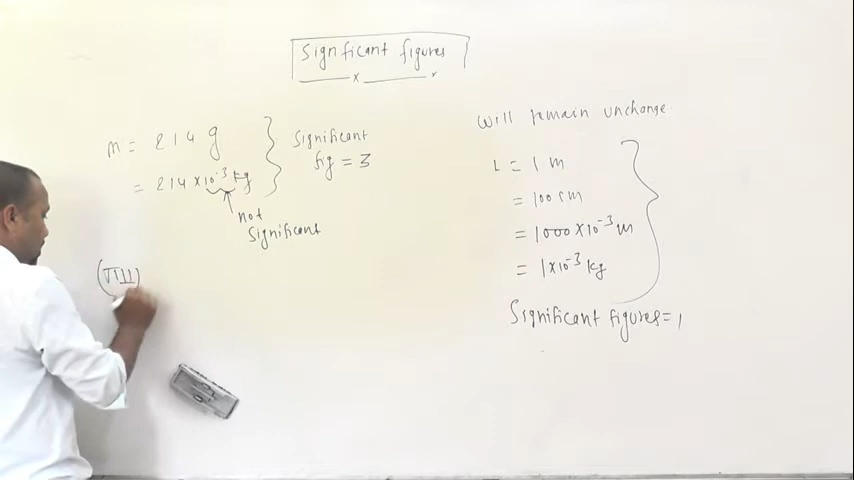 Signficant figures
m = 214 g
= 214 × 10⁻³ kg
Significant
fig = 3
not
Significant
(VIII)
will remain unchange
L = 1 m
= 100 cm
= 1000 × 10⁻³ m
= 1 × 10⁻³ kg
Significant figures = 1